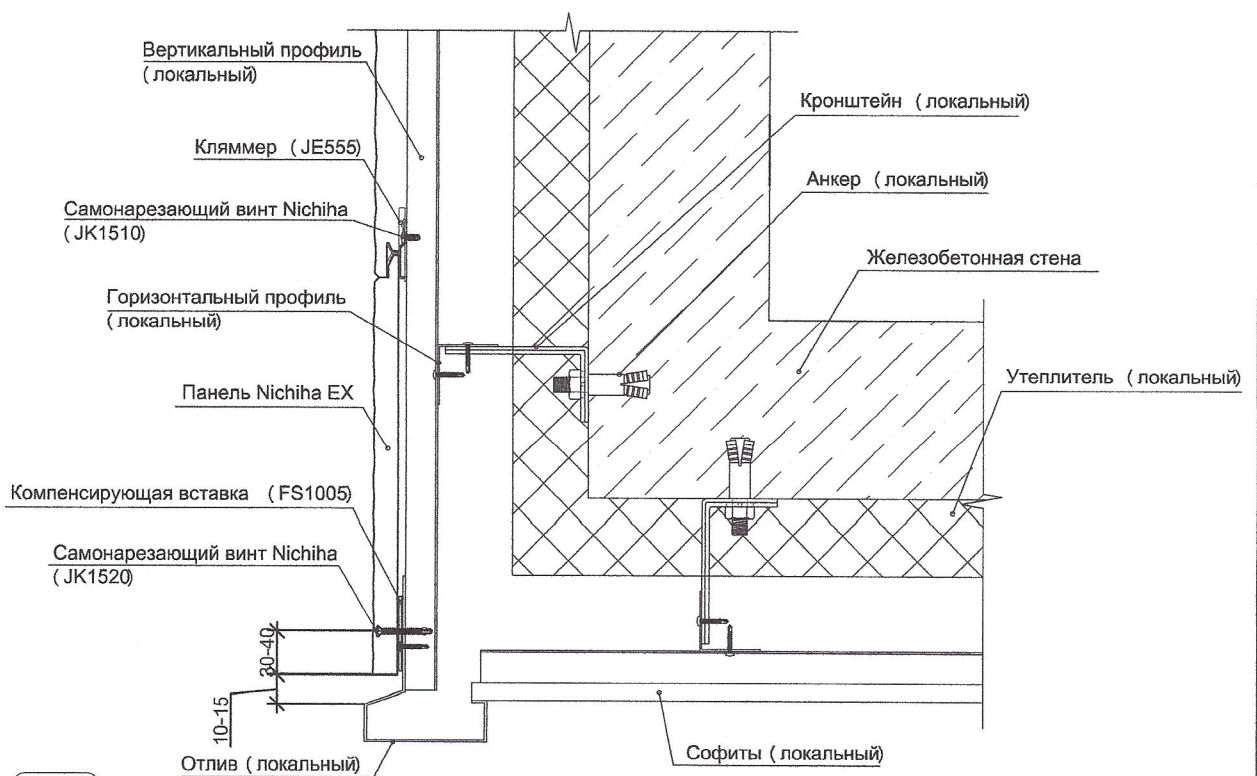 Вертикальный профиль
(локальный)
Кляммер (JE555)
Самонарезающий винт Nichiha
(JK1510)
Горизонтальный профиль
(локальный)
Панель Nichiha EX
Компенсирующая вставка (FS1005)
Самонарезающий винт Nichiha
(JK1520)
30-40
10-15
Отлив (локальный)
Кронштейн (локальный)
Анкер (локальный)
Железобетонная стена
Утеплитель (локальный)
Софиты (локальный)